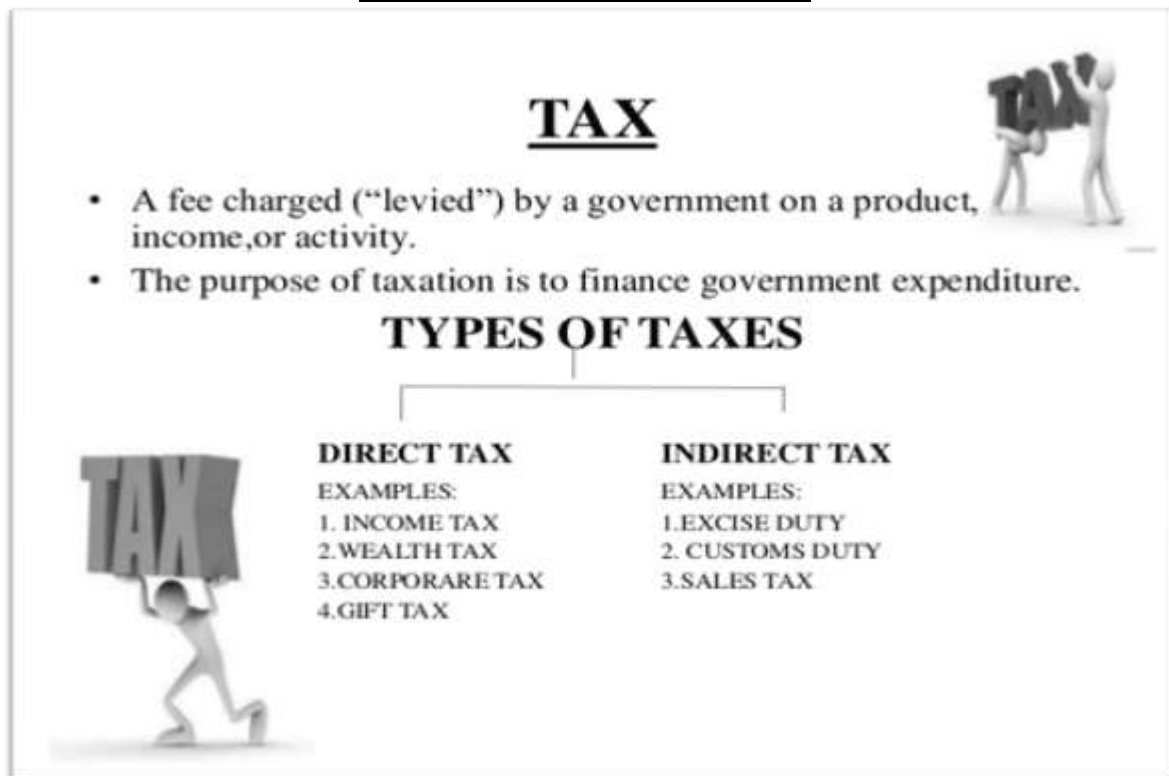 TAX
TAX
• A fee charged (“levied”) by a government on a product,
income,or activity.
• The purpose of taxation is to finance government expenditure.
TYPES OF TAXES
DIRECT TAX
EXAMPLES:
1. INCOME TAX
2.WEALTH TAX
3.CORPORARE TAX
4.GIFT TAX
INDIRECT TAX
EXAMPLES:
1.EXCISE DUTY
2. CUSTOMS DUTY
3.SALES TAX
TAX